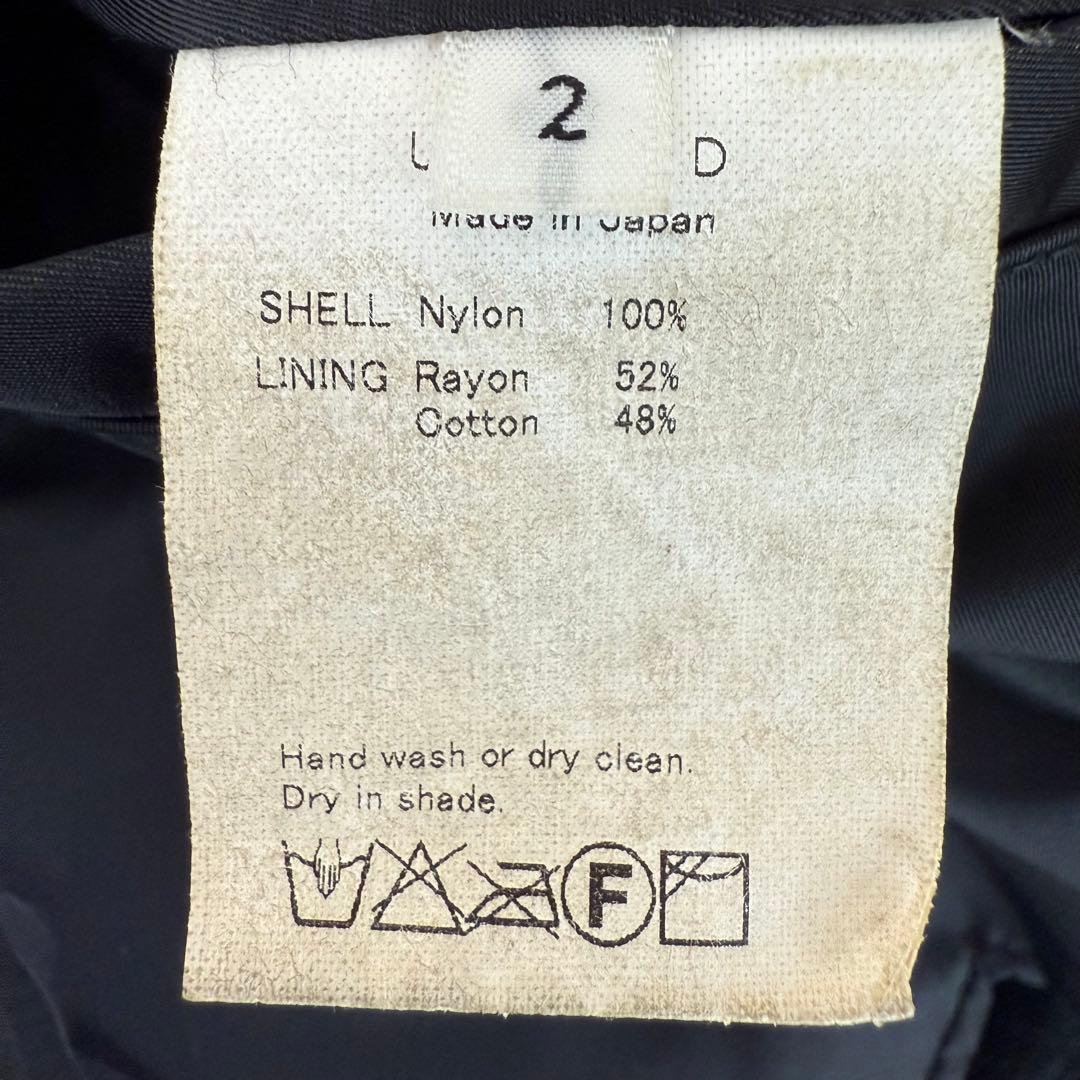 2
D
Made in Japan
SHELL Nylon 100%
LINING Rayon 52%
Cotton 48%
Hand wash or dry clean.
Dry in shade.
F